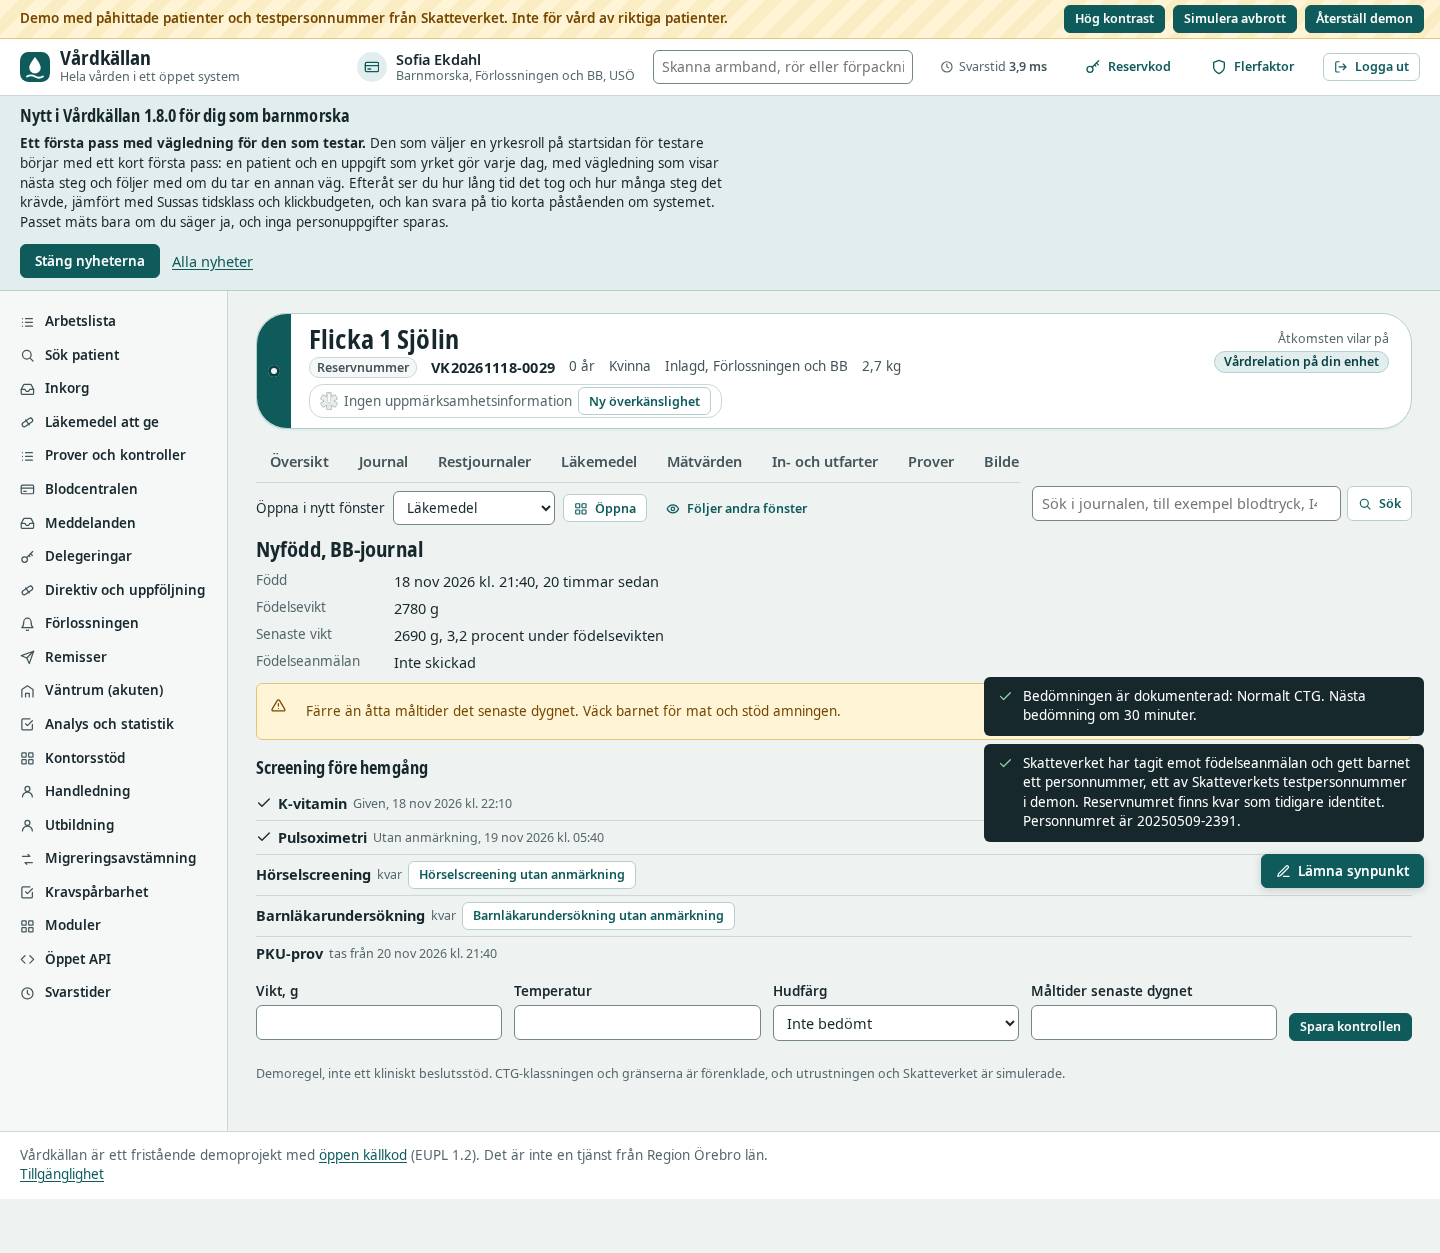 Demo med påhittade patienter och testpersonnummer från Skatteverket. Inte för vård av riktiga patienter.
Hög kontrast
Simulera avbrott
Återställ demon
Vårdkällan
Hela vården i ett öppet system
Sofia Ekdahl
Barnmorska, Förlossningen och BB, USÖ
Skanna armband, rör eller förpackni
Svarstid 3,9 ms
Reservkod
Flerfaktor
Logga ut
Nytt i Vårdkällan 1.8.0 för dig som barnmorska
Ett första pass med vägledning för den som testar. Den som väljer en yrkesroll på startsidan för testare
börjar med ett kort första pass: en patient och en uppgift som yrket gör varje dag, med vägledning som visar
nästa steg och följer med om du tar en annan väg. Efteråt ser du hur lång tid det tog och hur många steg det
krävde, jämfört med Sussas tidsklass och klickbudgeten, och kan svara på tio korta påståenden om systemet.
Passet mäts bara om du säger ja, och inga personuppgifter sparas.
Stäng nyheterna
Alla nyheter
Arbetslista
Sök patient
Inkorg
Läkemedel att ge
Prover och kontroller
Blodcentralen
Meddelanden
Delegeringar
Direktiv och uppföljning
Förlossningen
Remisser
Väntrum (akuten)
Analys och statistik
Kontorsstöd
Handledning
Utbildning
Migreringsavstämning
Kravspårbarhet
Moduler
Öppet API
Svarstider
Flicka 1 Sjölin
Reservnummer
VK20261118-0029
0 år
Kvinna
Inlagd, Förlossningen och BB
2,7 kg
Ingen uppmärksamhetsinformation
Ny överkänslighet
Åtkomsten vilar på
Vårdrelation på din enhet
Översikt
Journal
Restjournaler
Läkemedel
Mätvärden
In- och utfarter
Prover
Bilde
Öppna i nytt fönster
Läkemedel
Öppna
Följer andra fönster
Sök i journalen, till exempel blodtryck, I
Sök
Nyfödd, BB-journal
Född
18 nov 2026 kl. 21:40, 20 timmar sedan
Födelsevikt
2780 g
Senaste vikt
2690 g, 3,2 procent under födelsevikten
Födelseanmälan
Inte skickad
Färre än åtta måltider det senaste dygnet. Väck barnet för mat och stöd amningen.
Bedömningen är dokumenterad: Normalt CTG. Nästa
bedömning om 30 minuter.
Skatteverket har tagit emot födelseanmälan och gett barnet
ett personnummer, ett av Skatteverkets testpersonnummer
i demon. Reservnumret finns kvar som tidigare identitet.
Personnumret är 20250509-2391.
Lämna synpunkt
Screening före hemgång
K-vitamin Given, 18 nov 2026 kl. 22:10
Pulsoximetri Utan anmärkning, 19 nov 2026 kl. 05:40
Hörselscreening kvar Hörselscreening utan anmärkning
Barnläkarundersökning kvar Barnläkarundersökning utan anmärkning
PKU-prov tas från 20 nov 2026 kl. 21:40
Vikt, g
Temperatur
Hudfärg
Inte bedömt
Måltider senaste dygnet
Spara kontrollen
Demoregel, inte ett kliniskt beslutsstöd. CTG-klassningen och gränserna är förenklade, och utrustningen och Skatteverket är simulerade.
Vårdkällan är ett fristående demoprojekt med öppen källkod (EUPL 1.2). Det är inte en tjänst från Region Örebro län.
Tillgänglighet